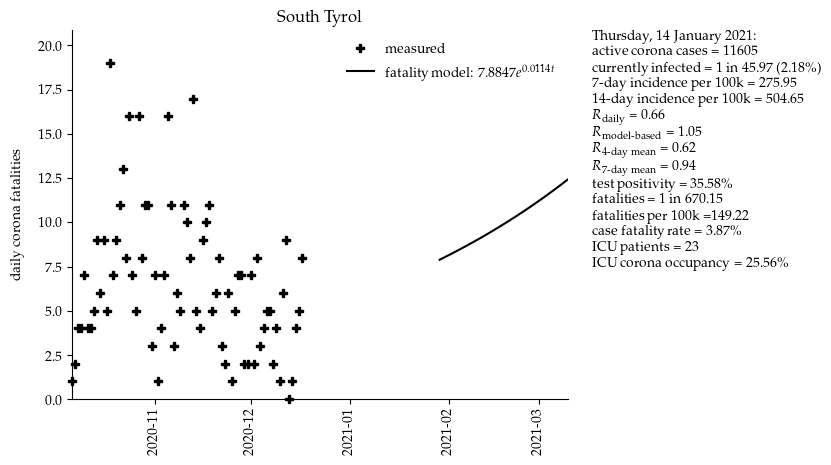 South Tyrol
measured
fatality model: 7.8847e^0.0114t
daily corona fatalities
20.0
17.5
15.0
12.5
10.0
7.5
5.0
2.5
0.0
2020-11
2020-12
2021-01
2021-02
2021-03
Thursday, 14 January 2021:
active corona cases = 11605
currently infected = 1 in 45.97 (2.18%)
7-day incidence per 100k = 275.95
14-day incidence per 100k = 504.65
R_daily = 0.66
R_model-based = 1.05
R_4-day mean = 0.62
R_7-day mean = 0.94
test positivity = 35.58%
fatalities = 1 in 670.15
fatalities per 100k =149.22
case fatality rate = 3.87%
ICU patients = 23
ICU corona occupancy = 25.56%